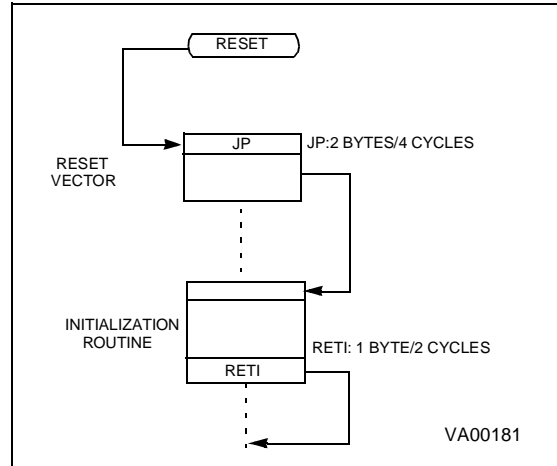 RESET
JP
JP:2 BYTES/4 CYCLES
RESET
VECTOR
INITIALIZATION
ROUTINE
RETI: 1 BYTE/2 CYCLES
RETI
VA00181